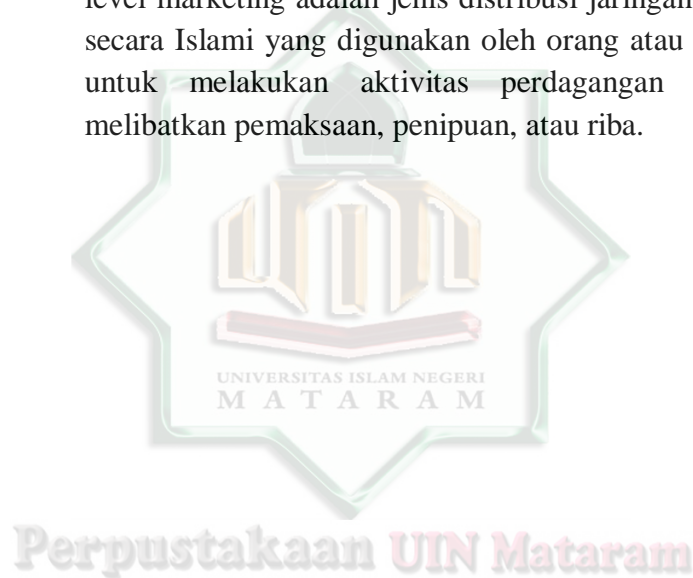 level marketing adalah jenis distribusi jaringan
secara Islami yang digunakan oleh orang atau
untuk melakukan aktivitas perdagangan
melibatkan pemaksaan, penipuan, atau riba.
UNIVERSITAS ISLAM NEGERI
MATARAM
Perpustakaan UIN Mataram